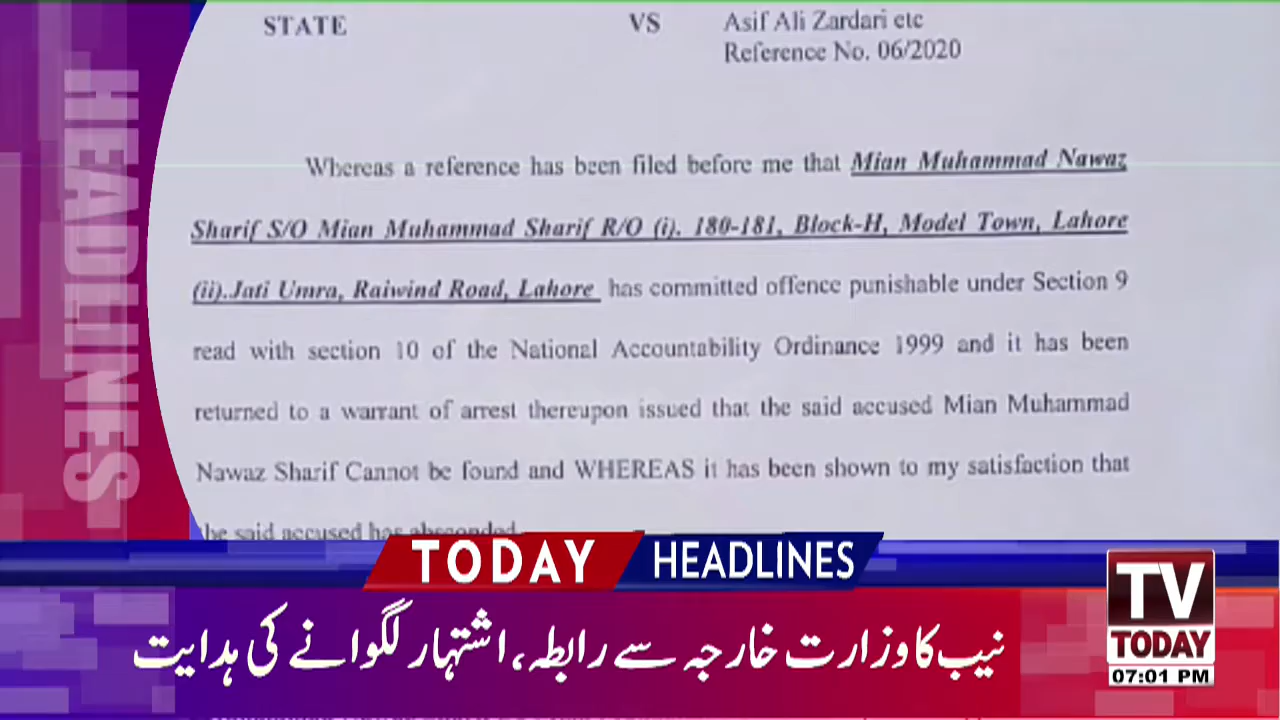 STATE VS Asif Ali Zardari etc
Reference No. 06/2020
HEADLINES
Whereas a reference has been filed before me that Mian Muhammad Nawaz
Sharif S/O Mian Muhammad Sharif R/O (i). 180-181, Block-H, Model Town, Lahore
(ii).Jati Umra, Raiwind Road, Lahore has committed offence punishable under Section 9
read with section 10 of the National Accountability Ordinance 1999 and it has been
returned to a warrant of arrest thereupon issued that the said accused Mian Muhammad
Nawaz Sharif Cannot be found and WHEREAS it has been shown to my satisfaction that
he said accused has absconded
TODAY HEADLINES
نیب کا وزارت خارجہ سے رابطہ، اشتہار لگوانے کی ہدایت
TV
TODAY
07:01 PM